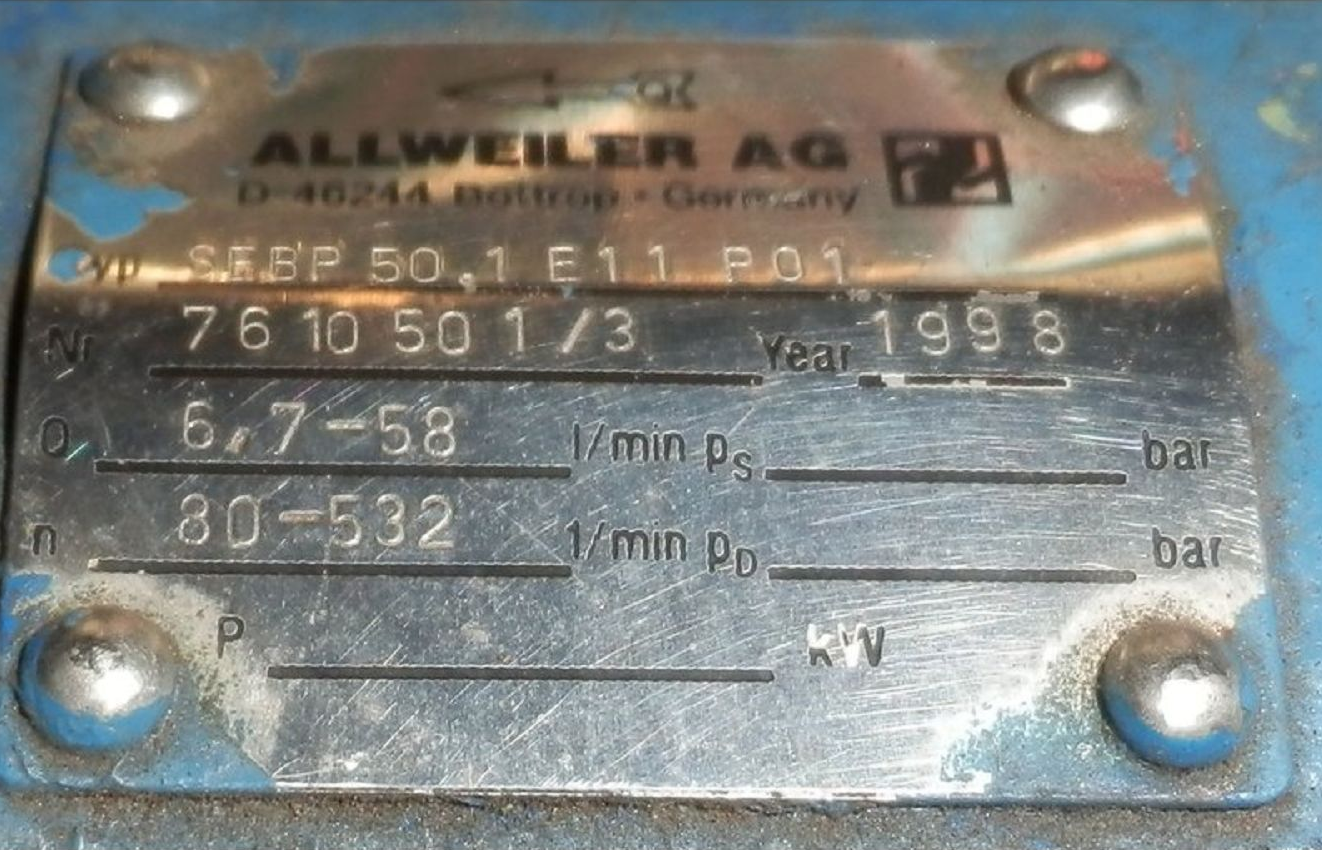 ALLWEILER AG
D-46244 Bottrop · Germany
Typ SEBP 50.1 E11 P01
Nr 76 10 50 1/3 Year 1998
Q 6,7-58 l/min pS bar
n 80-532 1/min pD bar
P kW